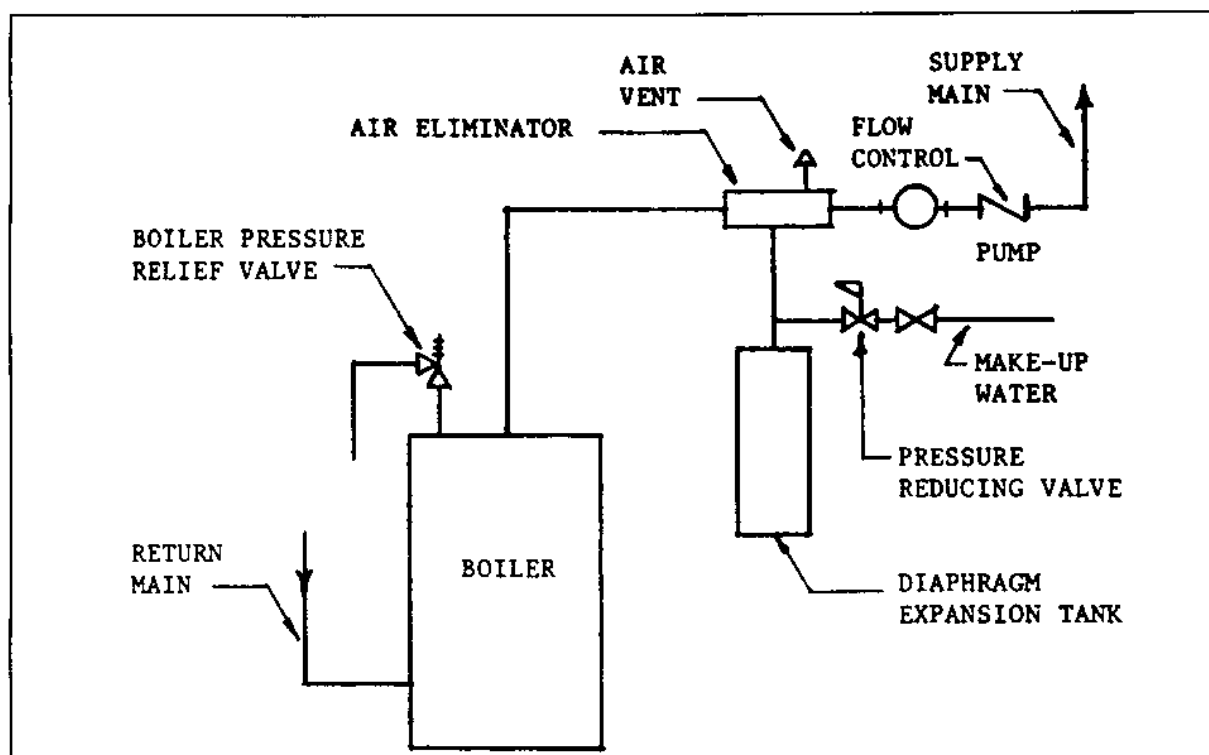 AIR
VENT
SUPPLY
MAIN
AIR ELIMINATOR
FLOW
CONTROL
BOILER PRESSURE
RELIEF VALVE
PUMP
MAKE-UP
WATER
PRESSURE
REDUCING VALVE
RETURN
MAIN
BOILER
DIAPHRAGM
EXPANSION TANK